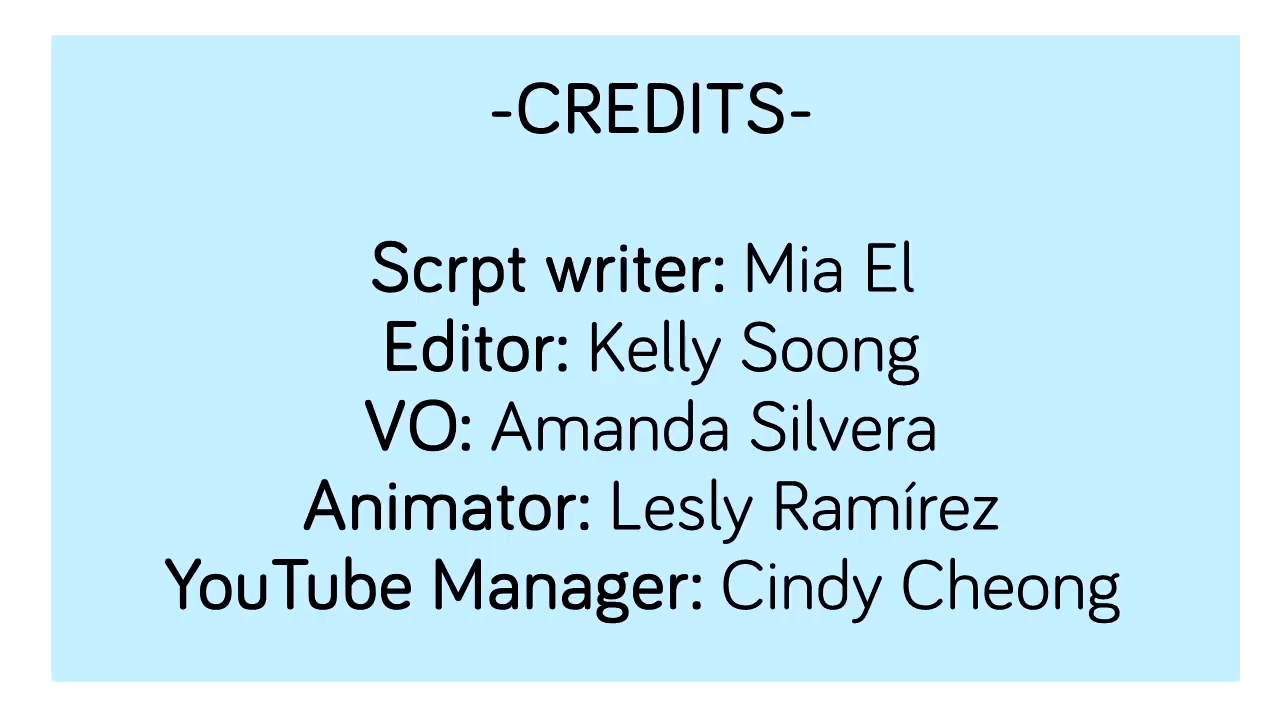 -CREDITS-
Scrpt writer: Mia El
Editor: Kelly Soong
VO: Amanda Silvera
Animator: Lesly Ramírez
YouTube Manager: Cindy Cheong